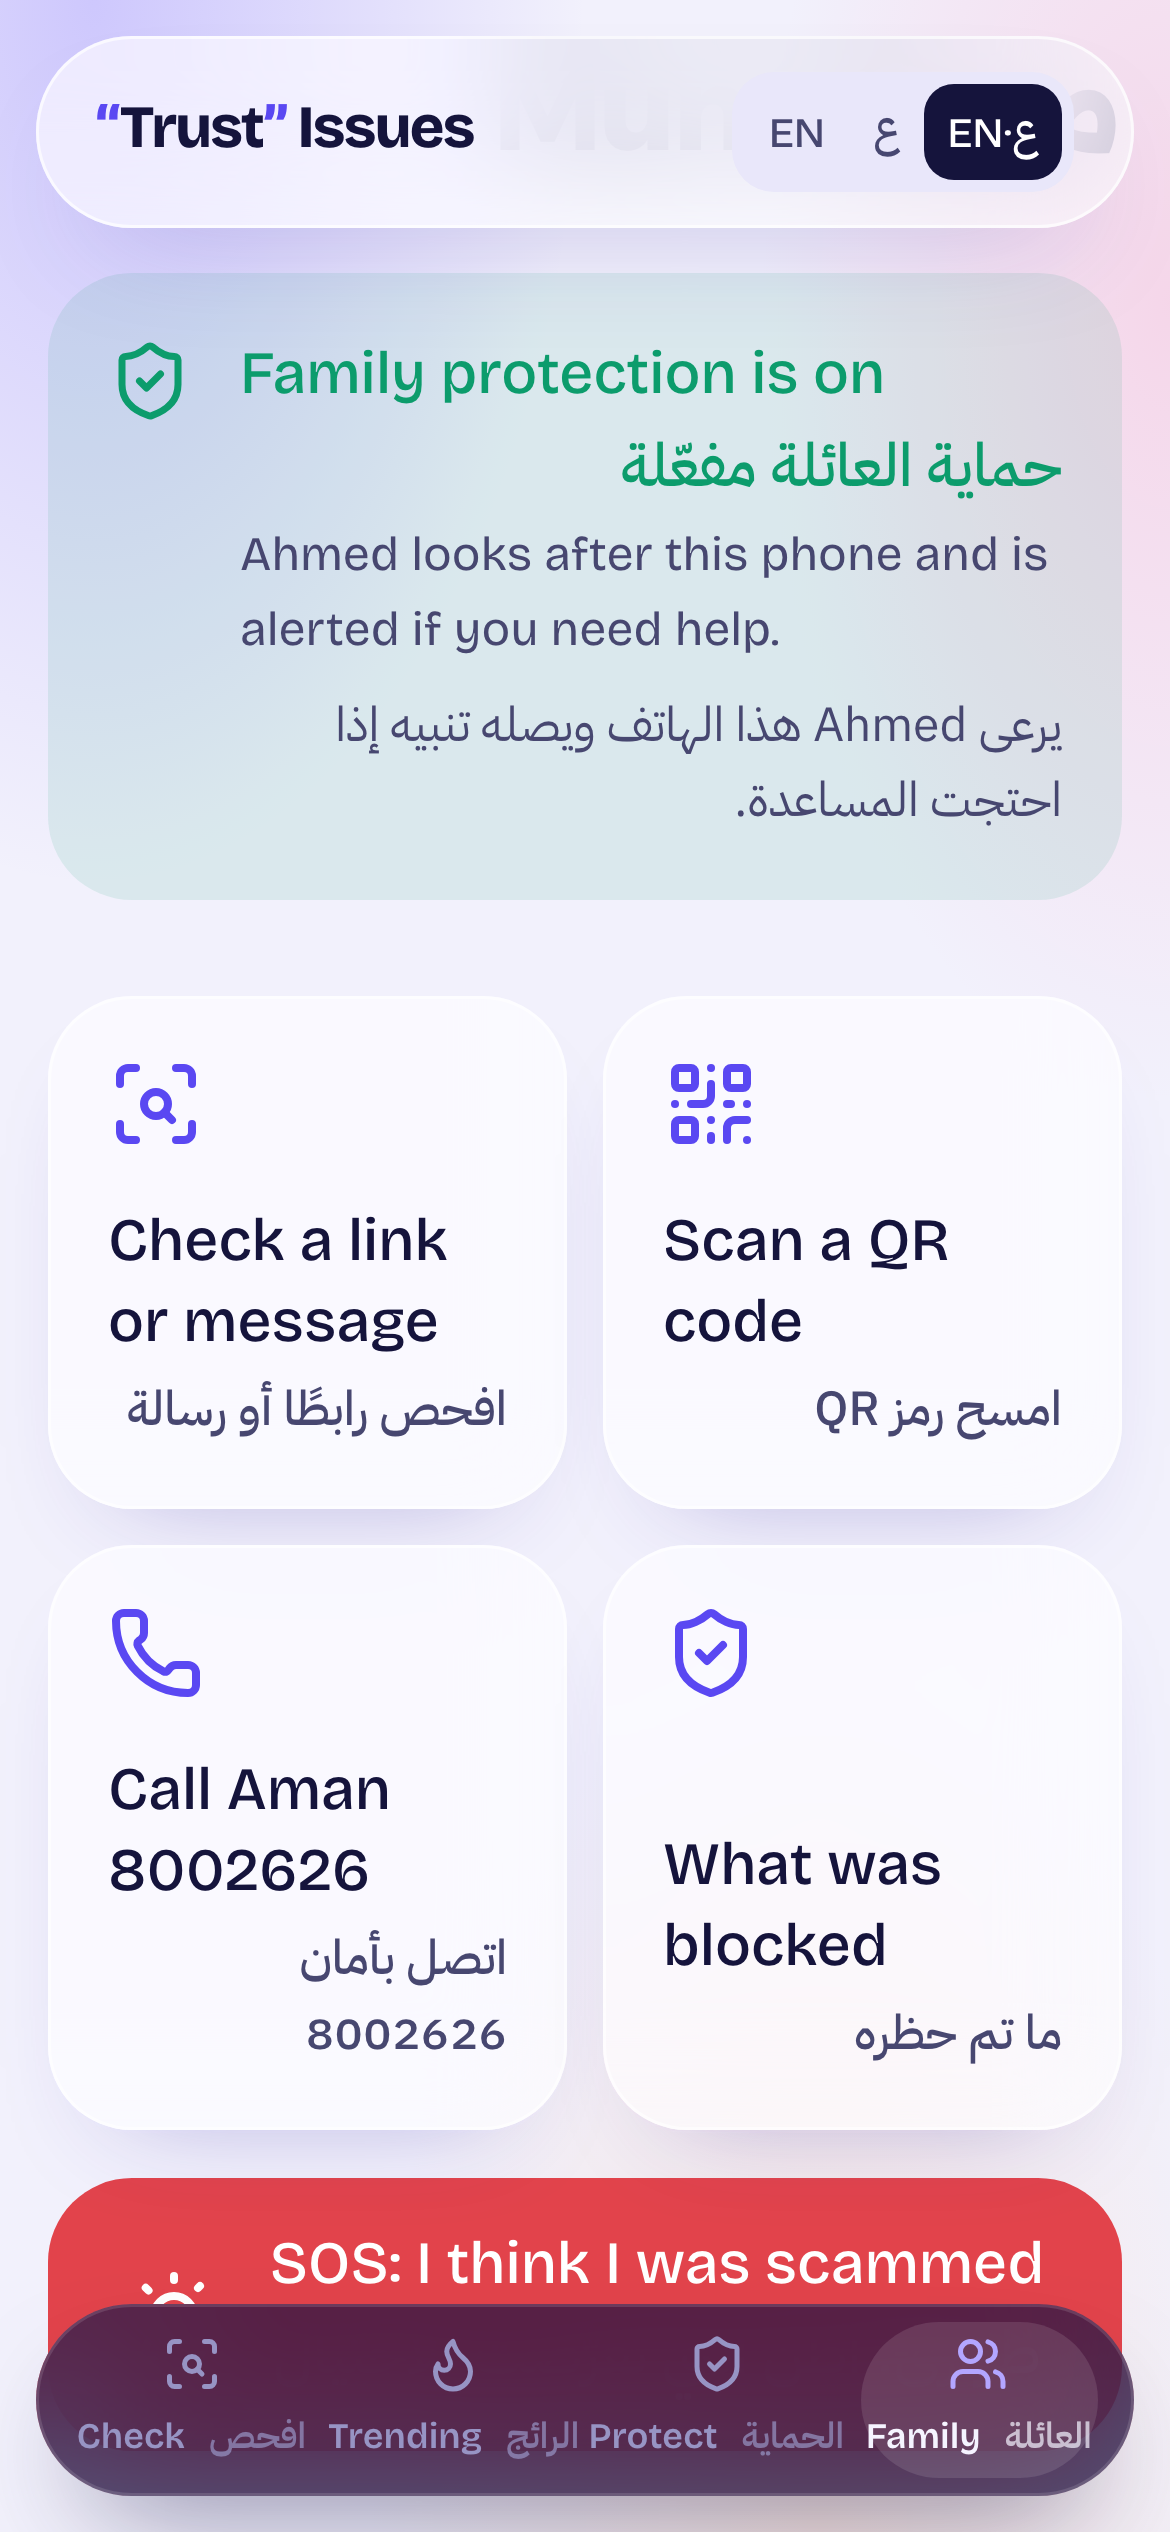 “Trust” Issues
EN ع EN·ع
Family protection is on
حماية العائلة مفعّلة
Ahmed looks after this phone and is
alerted if you need help.
يرعى Ahmed هذا الهاتف ويصله تنبيه إذا
احتجت المساعدة.
Check a link
or message
افحص رابطًا أو رسالة
Scan a QR
code
امسح رمز QR
Call Aman
8002626
اتصل بأمان
8002626
What was
blocked
ما تم حظره
SOS: I think I was scammed
Check افحص Trending الرائج Protect الحماية Family العائلة